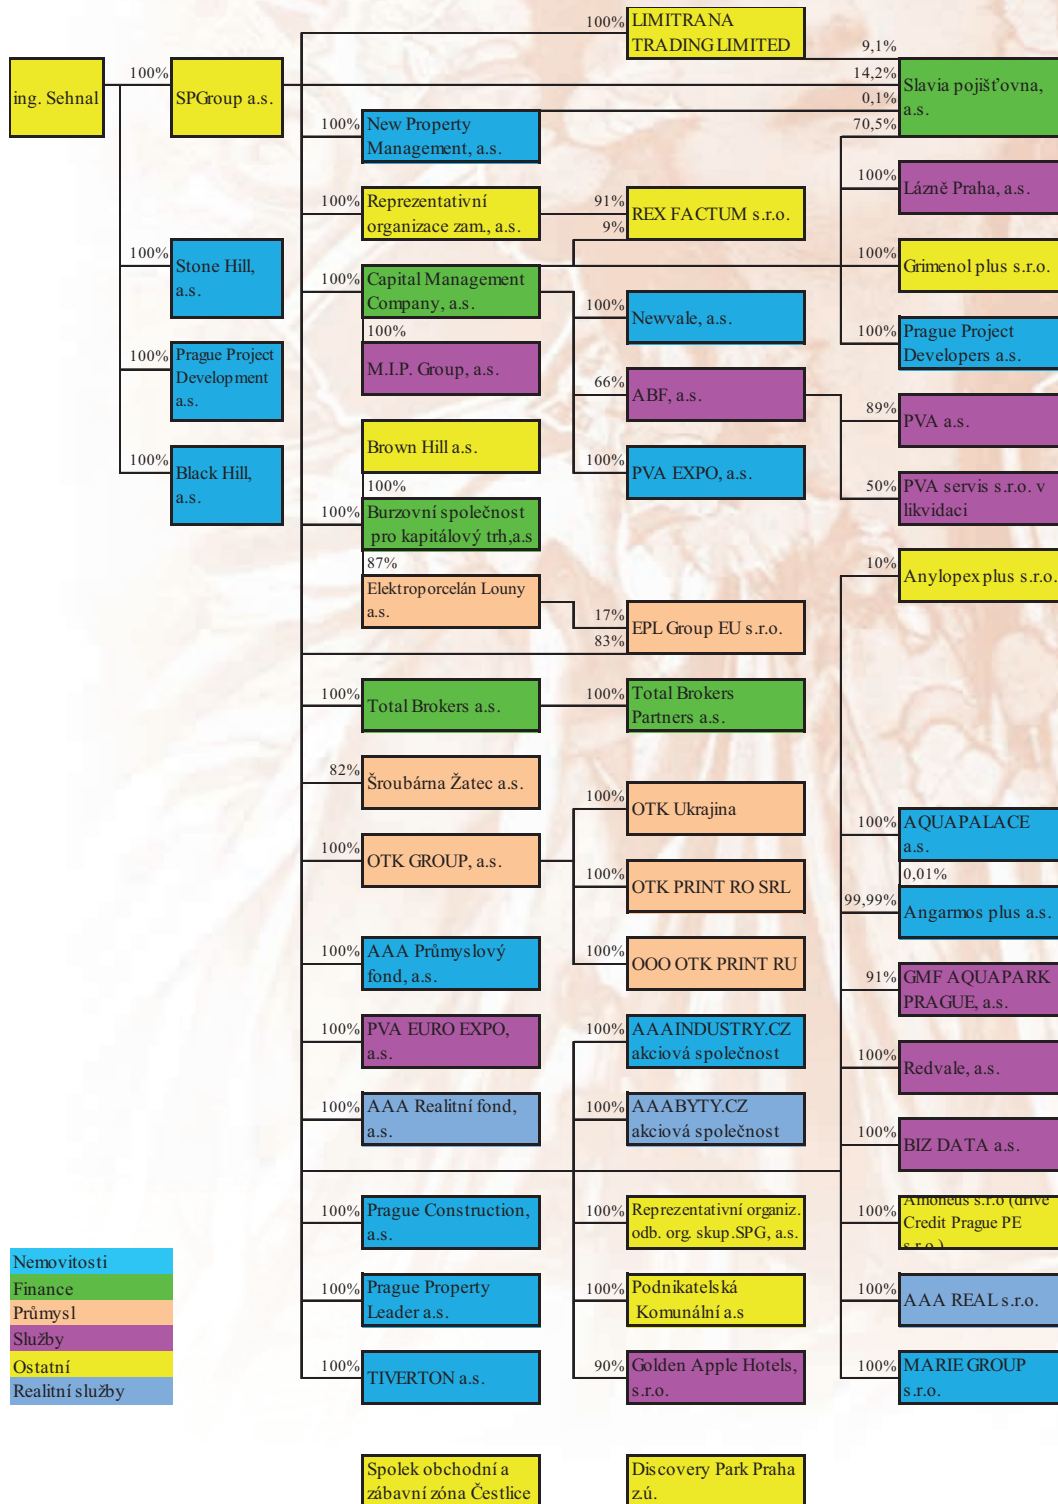 ing. Sehnal
100%
SPGroup a.s.
100%
Stone Hill,
a.s.
100%
Prague Project
Development
a.s.
100%
Black Hill,
a.s.
100%
LIMITRANA
TRADING LIMITED
9,1%
14,2%
0,1%
70,5%
Slavia pojišťovna,
a.s.
100%
New Property
Management, a.s.
100%
Lázně Praha, a.s.
100%
Reprezentativní
organizace zam., a.s.
91%
9%
REX FACTUM s.r.o.
100%
Grimenol plus s.r.o.
100%
Capital Management
Company, a.s.
100%
Newvale, a.s.
100%
Prague Project
Developers a.s.
100%
M.I.P. Group, a.s.
66%
ABF, a.s.
89%
PVA a.s.
Brown Hill a.s.
100%
PVA EXPO, a.s.
50%
PVA servis s.r.o. v
likvidaci
100%
100%
Burzovní společnost
pro kapitálový trh,a.s
87%
Elektroporcelán Louny
a.s.
10%
Anylopex plus s.r.o.
17%
83%
EPL Group EU s.r.o.
100%
Total Brokers a.s.
100%
Total Brokers
Partners a.s.
82%
Šroubárna Žatec a.s.
100%
OTK Ukrajina
100%
AQUAPALACE
a.s.
100%
OTK GROUP, a.s.
100%
OTK PRINT RO SRL
0,01%
99,99%
Angarmos plus a.s.
100%
AAA Průmyslový
fond, a.s.
100%
OOO OTK PRINT RU
91%
GMF AQUAPARK
PRAGUE, a.s.
100%
PVA EURO EXPO,
a.s.
100%
AAAINDUSTRY.CZ
akciová společnost
100%
Redvale, a.s.
100%
AAA Realitní fond,
a.s.
100%
AAABYTY.CZ
akciová společnost
100%
BIZ DATA a.s.
100%
Prague Construction,
a.s.
100%
Reprezentativní organiz.
odb. org. skup.SPG, a.s.
100%
Amoneus s.r.o (dříve
Credit Prague PE
s.r.o.)
100%
Prague Property
Leader a.s.
100%
Podnikatelská
Komunální a.s
100%
AAA REAL s.r.o.
100%
TIVERTON a.s.
90%
Golden Apple Hotels,
s.r.o.
100%
MARIE GROUP
s.r.o.
Nemovitosti
Finance
Průmysl
Služby
Ostatní
Realitní služby
Spolek obchodní a
zábavní zóna Čestlice
Discovery Park Praha
z.ú.